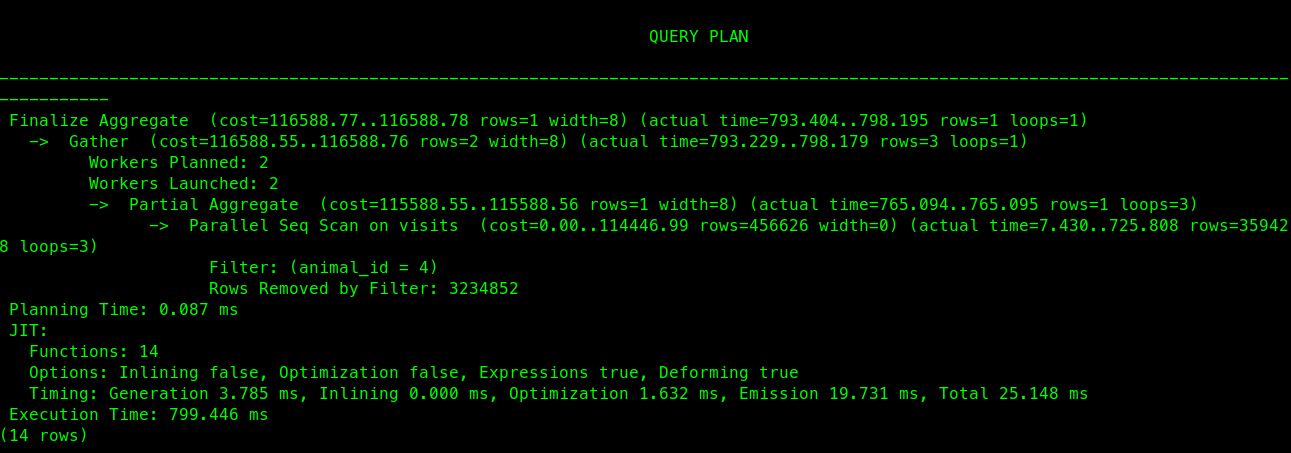 QUERY PLAN
---------------------------------------------------------------------------------------------------------------------------------
-----------
Finalize Aggregate  (cost=116588.77..116588.78 rows=1 width=8) (actual time=793.404..798.195 rows=1 loops=1)
  ->  Gather  (cost=116588.55..116588.76 rows=2 width=8) (actual time=793.229..798.179 rows=3 loops=1)
        Workers Planned: 2
        Workers Launched: 2
        ->  Partial Aggregate  (cost=115588.55..115588.56 rows=1 width=8) (actual time=765.094..765.095 rows=1 loops=3)
              ->  Parallel Seq Scan on visits  (cost=0.00..114446.99 rows=456626 width=0) (actual time=7.430..725.808 rows=35942
8 loops=3)
                    Filter: (animal_id = 4)
                    Rows Removed by Filter: 3234852
Planning Time: 0.087 ms
JIT:
  Functions: 14
  Options: Inlining false, Optimization false, Expressions true, Deforming true
  Timing: Generation 3.785 ms, Inlining 0.000 ms, Optimization 1.632 ms, Emission 19.731 ms, Total 25.148 ms
Execution Time: 799.446 ms
(14 rows)